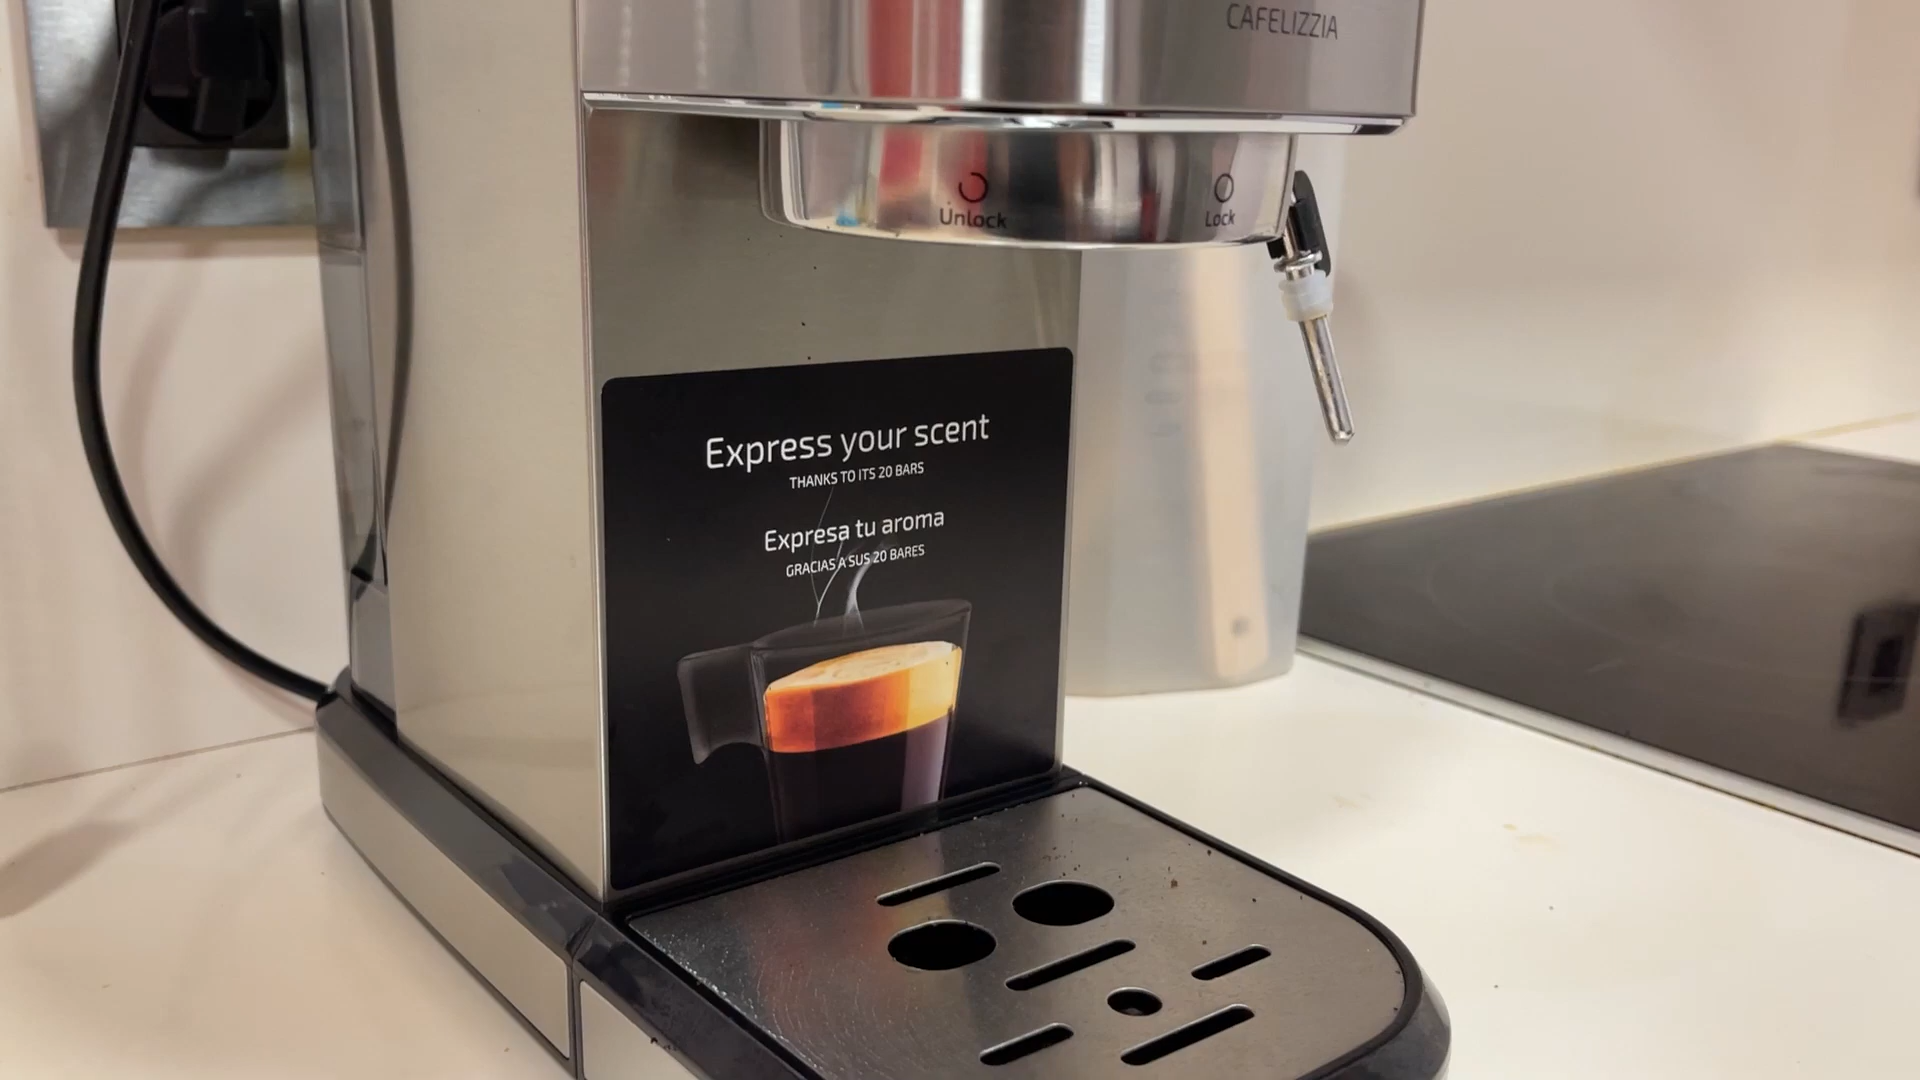 CAFELIZZIA
Unlock
Lock
Express your scent
THANKS TO ITS 20 BARS
Expresa tu aroma
GRACIAS A SUS 20 BARES